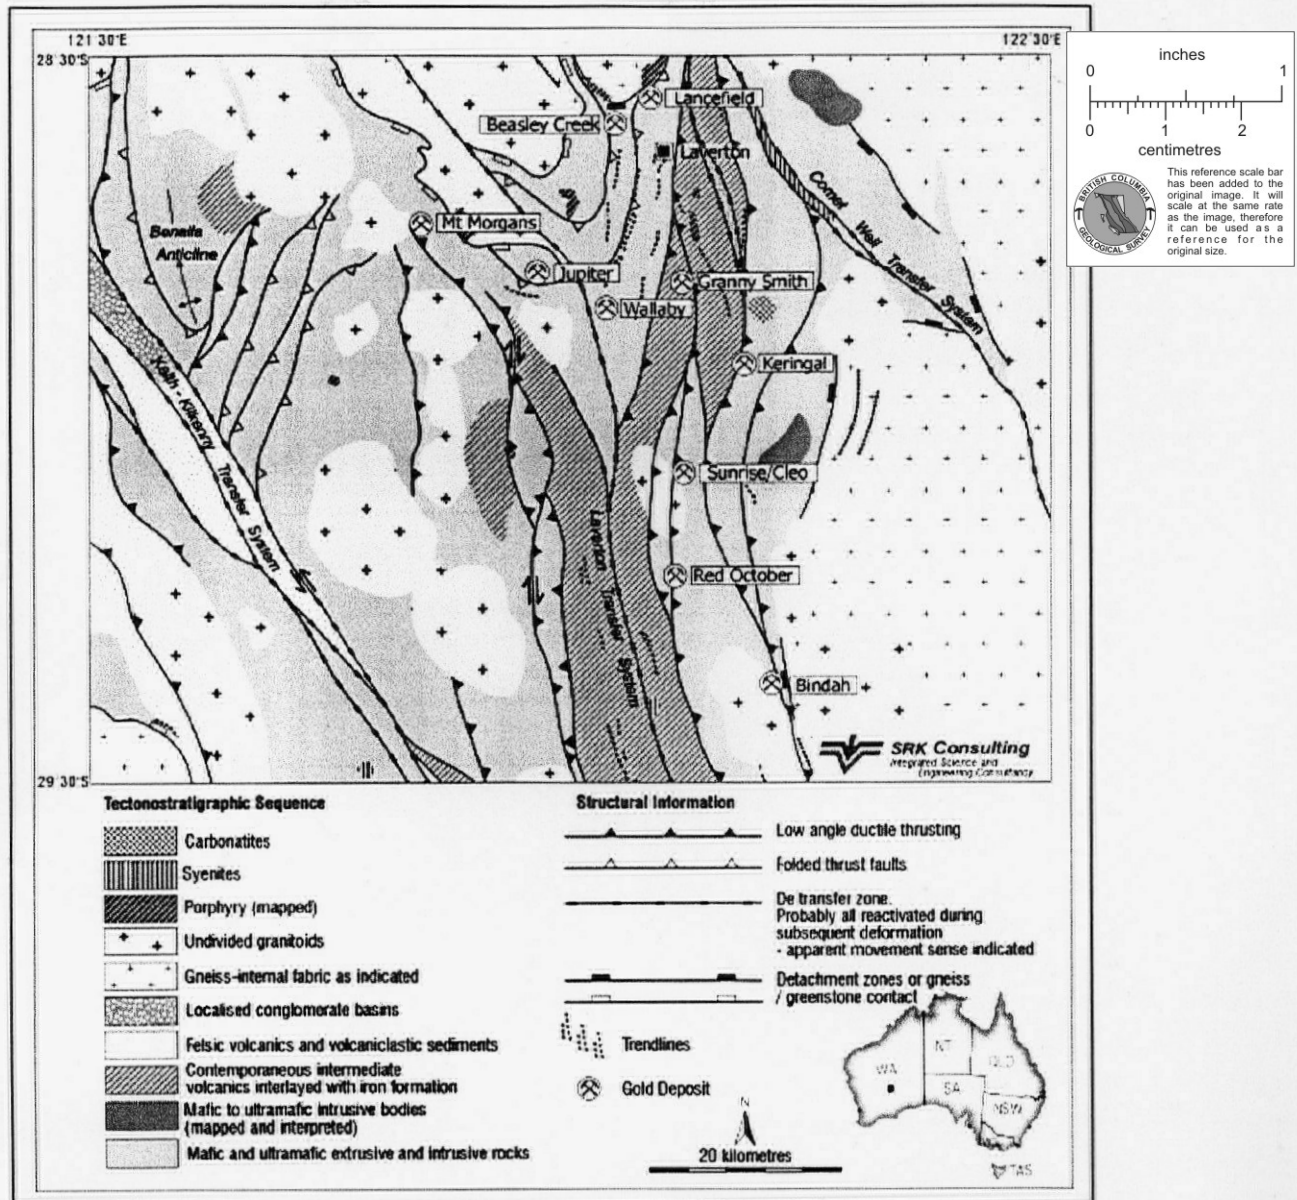 121 30'E
122 30'E
28 30'S
29 30'S
Lancefield
Beasley Creek
Laverton
Mt Morgans
Jupiter
Granny Smith
Wallaby
Keringal
Sunrise/Cleo
Red October
Bindah
Benalla
Anticline
Keith - Kilkenny Transfer System
Laverton Transfer System
Comet Well Transfer System
SRK Consulting
Integrated Science and
Engineering Consultancy
Tectonostratigraphic Sequence
Carbonatites
Syenites
Porphyry (mapped)
Undivided granitoids
Gneiss-internal fabric as indicated
Localised conglomerate basins
Felsic volcanics and volcaniclastic sediments
Contemporaneous intermediate
volcanics interlayed with iron formation
Mafic to ultramafic intrusive bodies
(mapped and interpreted)
Mafic and ultramafic extrusive and intrusive rocks
Structural Information
Low angle ductile thrusting
Folded thrust faults
De transfer zone.
Probably all reactivated during
subsequent deformation
- apparent movement sense indicated
Detachment zones or gneiss
/ greenstone contact
Trendlines
Gold Deposit
N
20 kilometres
WA
NT
QLD
SA
NSW
TAS
inches
0 1
0 1 2
centimetres
BRITISH COLUMBIA
GEOLOGICAL SURVEY
This reference scale bar
has been added to the
original image. It will
scale at the same rate
as the image, therefore
it can be used as a
reference for the
original size.